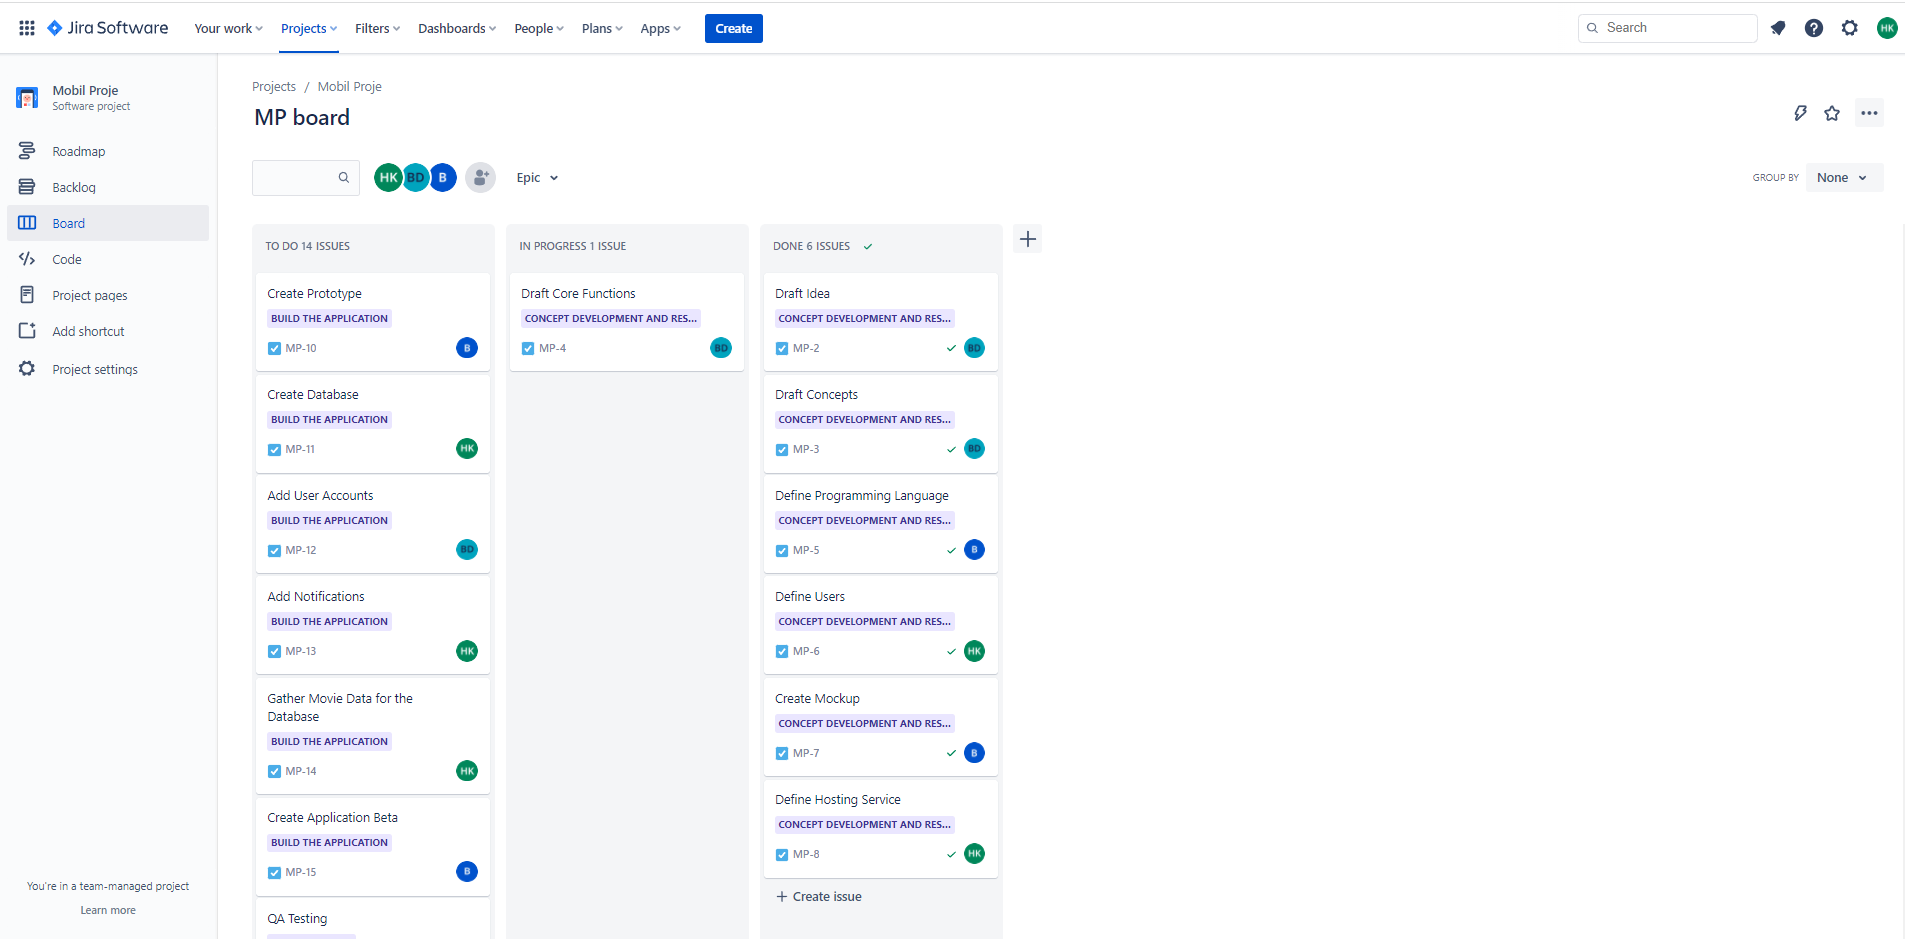 Jira Software
Your work
Projects
Filters
Dashboards
People
Plans
Apps
Create
Search
HK
Mobil Proje
Software project
Roadmap
Backlog
Board
Code
Project pages
Add shortcut
Project settings
You're in a team-managed project
Learn more
Projects / Mobil Proje
MP board
HK BD B
Epic
GROUP BY None
TO DO 14 ISSUES
Create Prototype
BUILD THE APPLICATION
MP-10 B
Create Database
BUILD THE APPLICATION
MP-11 HK
Add User Accounts
BUILD THE APPLICATION
MP-12 BD
Add Notifications
BUILD THE APPLICATION
MP-13 HK
Gather Movie Data for the
Database
BUILD THE APPLICATION
MP-14 HK
Create Application Beta
BUILD THE APPLICATION
MP-15 B
QA Testing
IN PROGRESS 1 ISSUE
Draft Core Functions
CONCEPT DEVELOPMENT AND RES...
MP-4 BD
DONE 6 ISSUES
Draft Idea
CONCEPT DEVELOPMENT AND RES...
MP-2 BD
Draft Concepts
CONCEPT DEVELOPMENT AND RES...
MP-3 BD
Define Programming Language
CONCEPT DEVELOPMENT AND RES...
MP-5 B
Define Users
CONCEPT DEVELOPMENT AND RES...
MP-6 HK
Create Mockup
CONCEPT DEVELOPMENT AND RES...
MP-7 B
Define Hosting Service
CONCEPT DEVELOPMENT AND RES...
MP-8 HK
Create issue